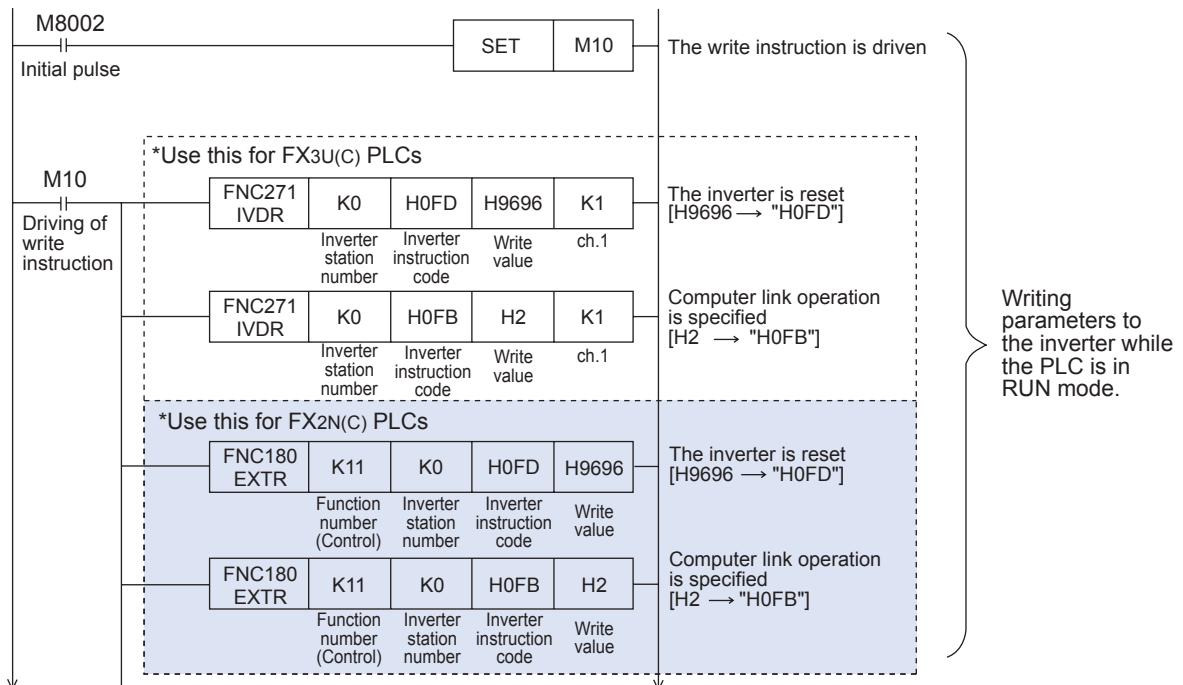 M8002
Initial pulse
SET M10
The write instruction is driven
*Use this for FX3U(C) PLCs
M10
Driving of
write
instruction
FNC271
IVDR
K0 H0FD H9696 K1
Inverter
station
number
Inverter
instruction
code
Write
value
ch.1
The inverter is reset
[H9696 → "H0FD"]
FNC271
IVDR
K0 H0FB H2 K1
Inverter
station
number
Inverter
instruction
code
Write
value
ch.1
Computer link operation
is specified
[H2 → "H0FB"]
*Use this for FX2N(C) PLCs
FNC180
EXTR
K11 K0 H0FD H9696
Function
number
(Control)
Inverter
station
number
Inverter
instruction
code
Write
value
The inverter is reset
[H9696 → "H0FD"]
FNC180
EXTR
K11 K0 H0FB H2
Function
number
(Control)
Inverter
station
number
Inverter
instruction
code
Write
value
Computer link operation
is specified
[H2 → "H0FB"]
Writing
parameters to
the inverter while
the PLC is in
RUN mode.